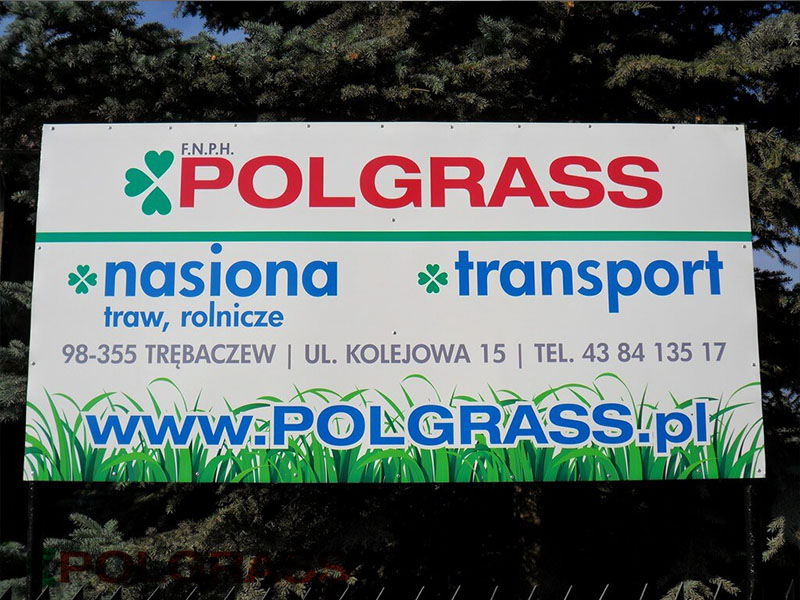 F.N.P.H.
POLGRASS
nasiona
traw, rolnicze
transport
98-355 TRĘBACZEW | UL. KOLEJOWA 15 | TEL. 43 84 135 17
www.POLGRASS.pl
POLGRASS